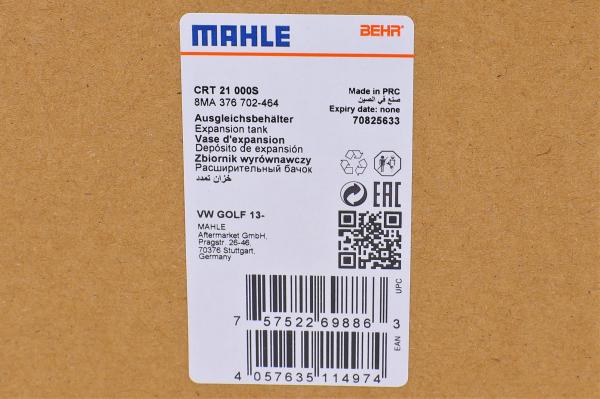 MAHLE
BEHR
CRT 21 000S
8MA 376 702-464
Made in PRC
صنع في الصين
Expiry date: none
70825633
Ausgleichsbehälter
Expansion tank
Vase d'expansion
Depósito de expansión
Zbiornik wyrównawczy
Расширительный бачок
خزان تمدد
EAC
VW GOLF 13-
MAHLE
Aftermarket GmbH,
Pragstr. 26-46,
70376 Stuttgart,
Germany
UPC
7 57522 69886 3
EAN
4 057635 114974